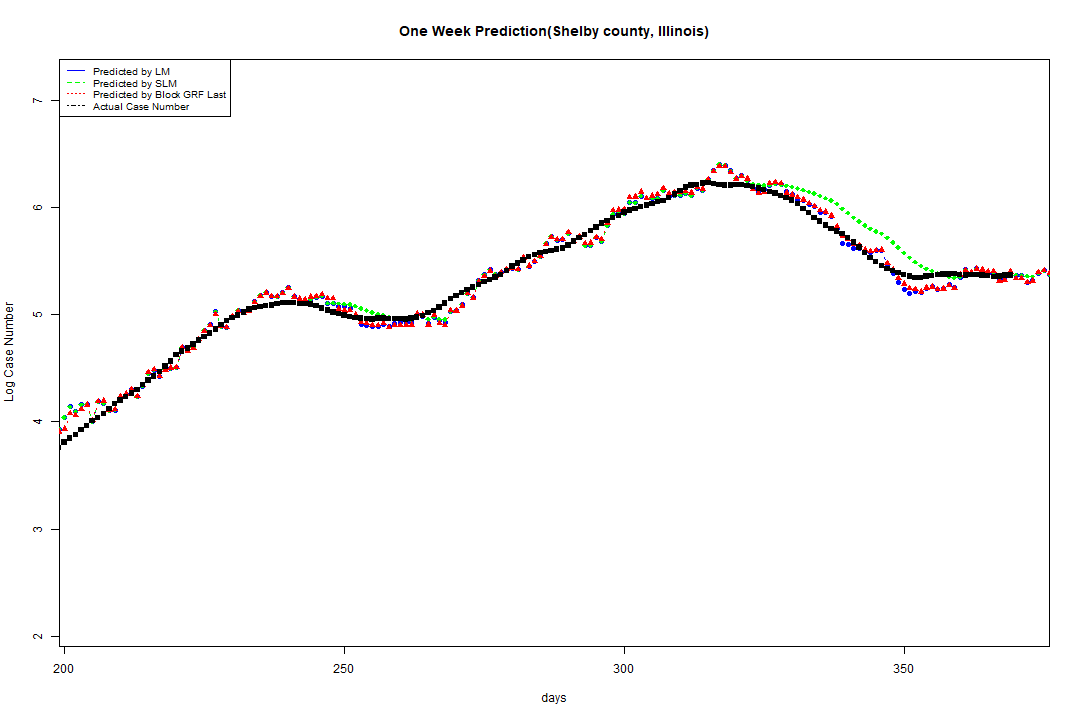 One Week Prediction(Shelby county, Illinois)
Predicted by LM
Predicted by SLM
Predicted by Block GRF Last
Actual Case Number
7
6
5
4
3
2
Log Case Number
200 250 300 350
days